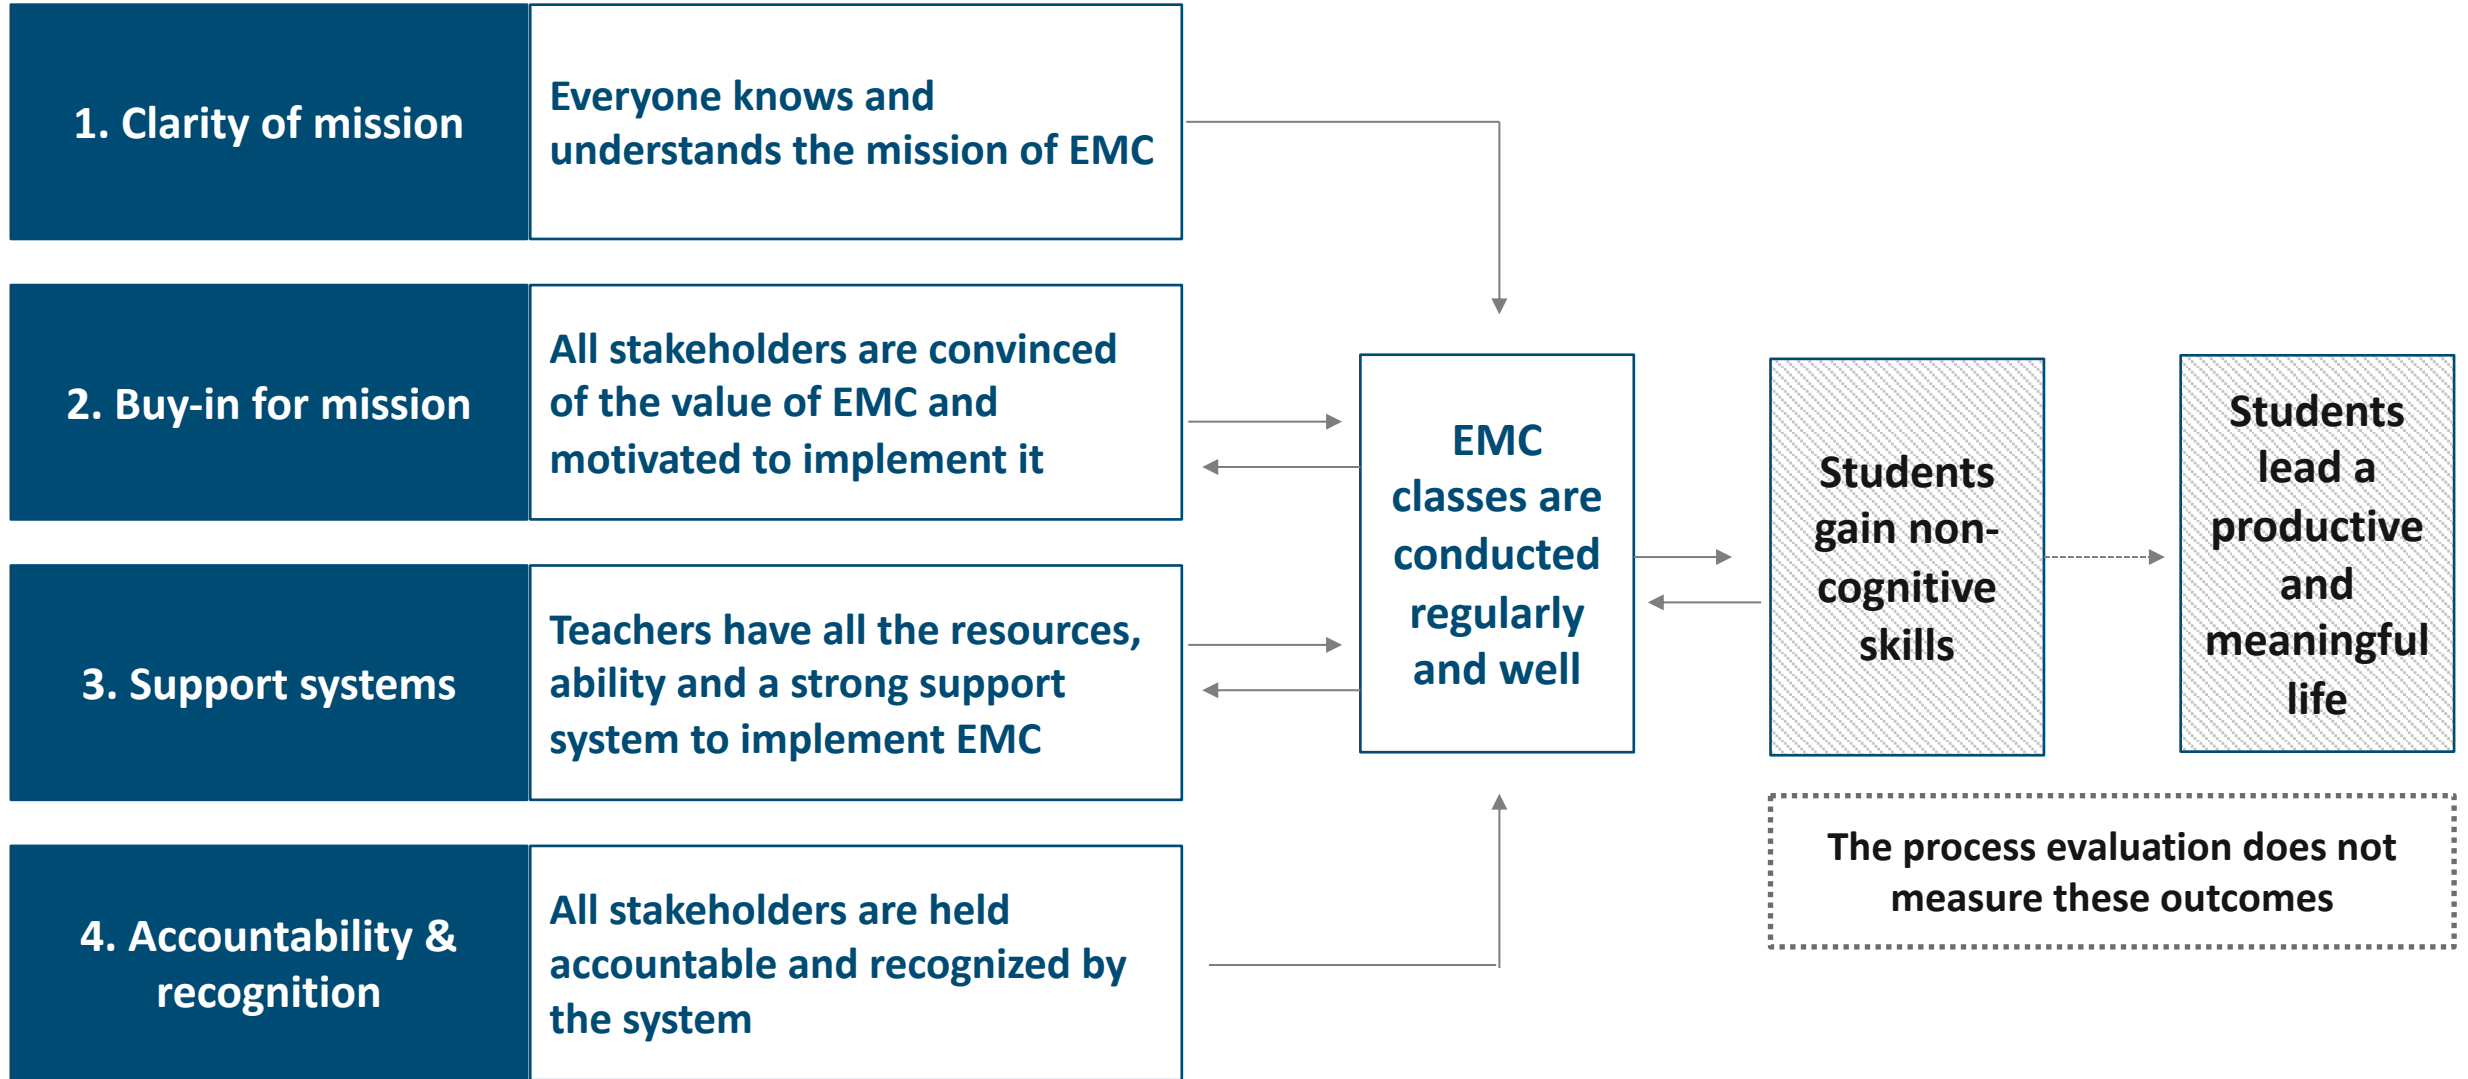 1. Clarity of mission
Everyone knows and
understands the mission of EMC
2. Buy-in for mission
All stakeholders are convinced
of the value of EMC and
motivated to implement it
3. Support systems
Teachers have all the resources,
ability and a strong support
system to implement EMC
4. Accountability &
recognition
All stakeholders are held
accountable and recognized by
the system
EMC
classes are
conducted
regularly
and well
Students
gain non-
cognitive
skills
Students
lead a
productive
and
meaningful
life
The process evaluation does not
measure these outcomes